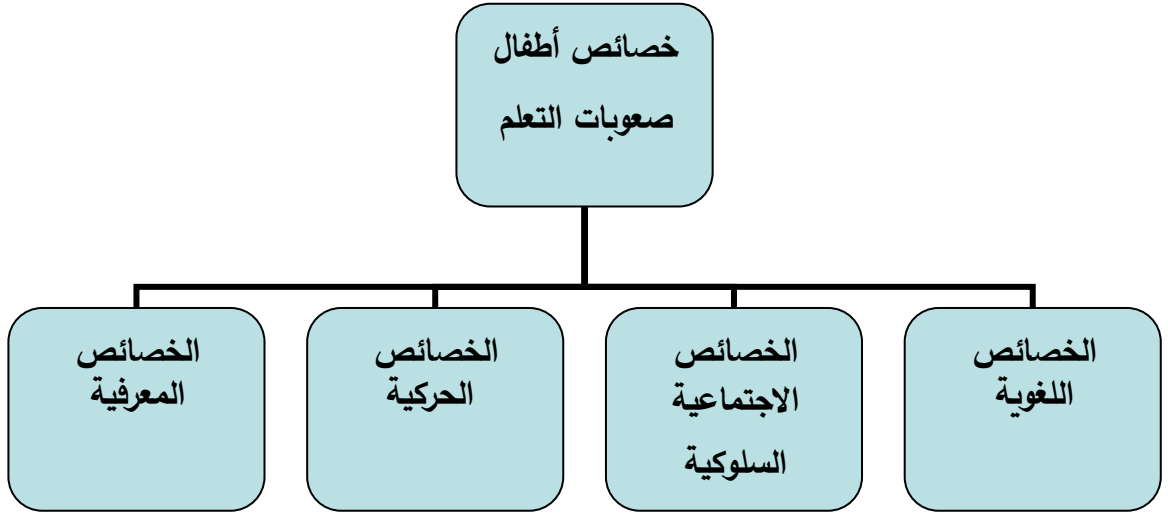 خصائص أطفال
صعوبات التعلم
الخصائص
اللغوية
الخصائص
الاجتماعية
السلوكية
الخصائص
الحركية
الخصائص
المعرفية